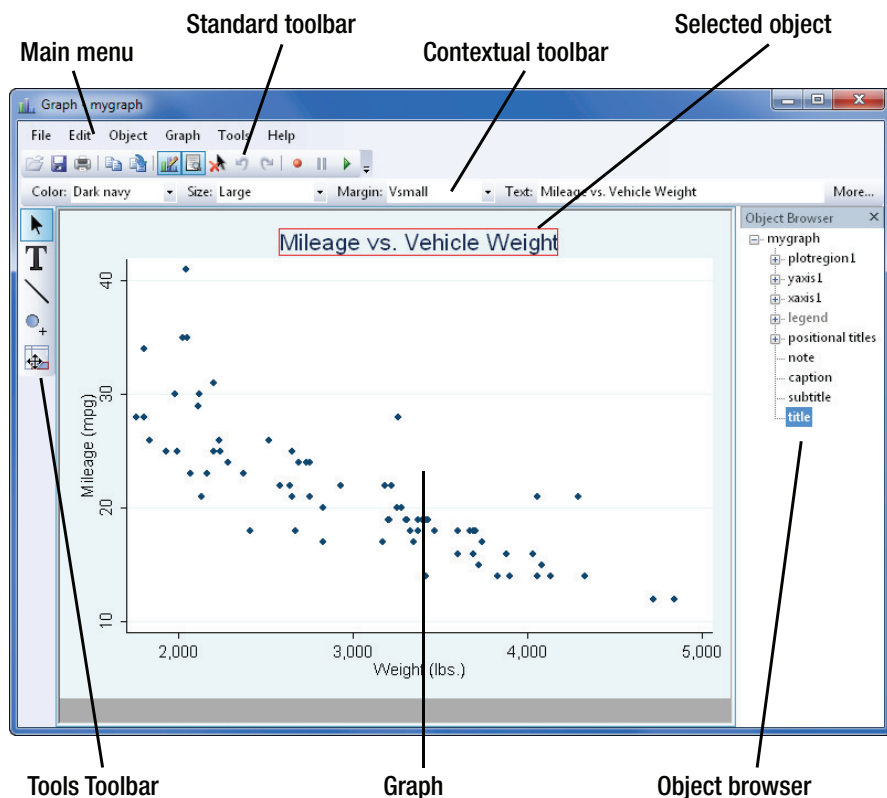 Standard toolbar
Selected object
Main menu
Contextual toolbar
Graph - mygraph
File Edit Object Graph Tools Help
Color: Dark navy Size: Large Margin: Vsmall Text: Mileage vs. Vehicle Weight More...
Object Browser
Mileage vs. Vehicle Weight
mygraph
plotregion1
yaxis1
xaxis1
legend
positional titles
note
caption
subtitle
title
T
40
30
20
10
Mileage (mpg)
2,000 3,000 4,000 5,000
Weight (lbs.)
Tools Toolbar
Graph
Object browser